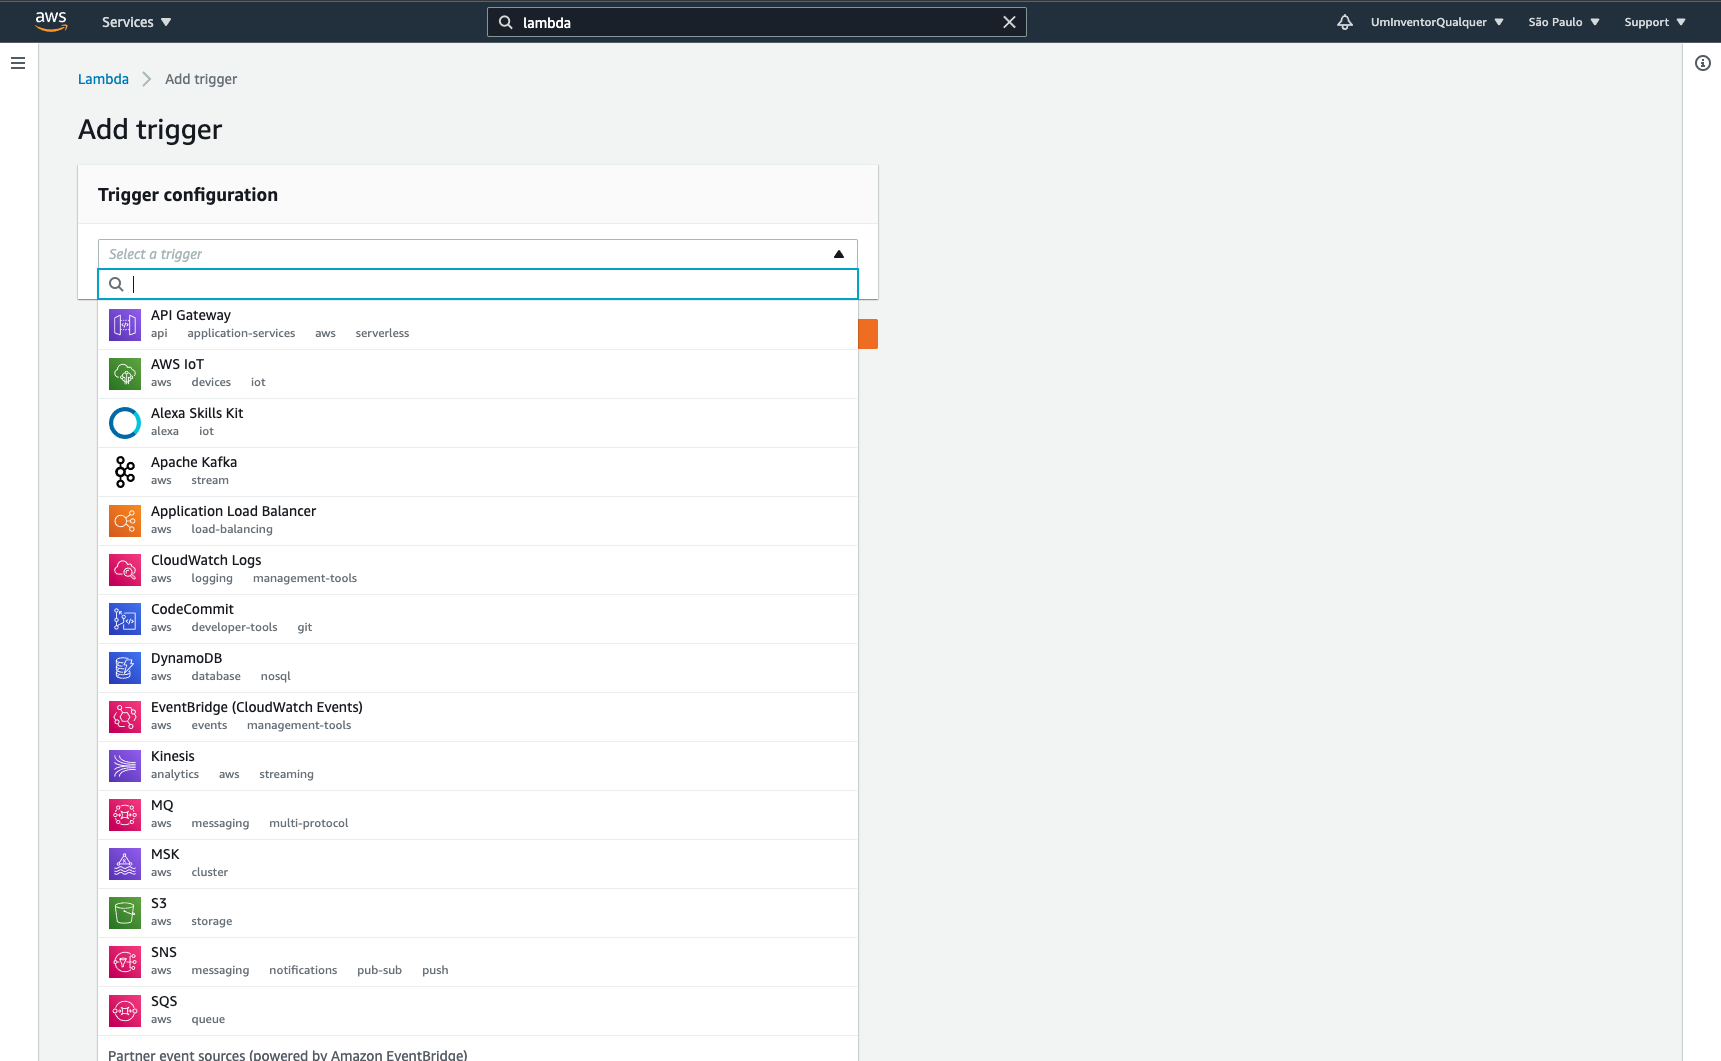 aws Services lambda UmInventorQualquer São Paulo Support
Lambda Add trigger
Add trigger
Trigger configuration
Select a trigger
API Gateway
api application-services aws serverless
AWS IoT
aws devices iot
Alexa Skills Kit
alexa iot
Apache Kafka
aws stream
Application Load Balancer
aws load-balancing
CloudWatch Logs
aws logging management-tools
CodeCommit
aws developer-tools git
DynamoDB
aws database nosql
EventBridge (CloudWatch Events)
aws events management-tools
Kinesis
analytics aws streaming
MQ
aws messaging multi-protocol
MSK
aws cluster
S3
aws storage
SNS
aws messaging notifications pub-sub push
SQS
aws queue
Partner event sources (powered by Amazon EventBridge)